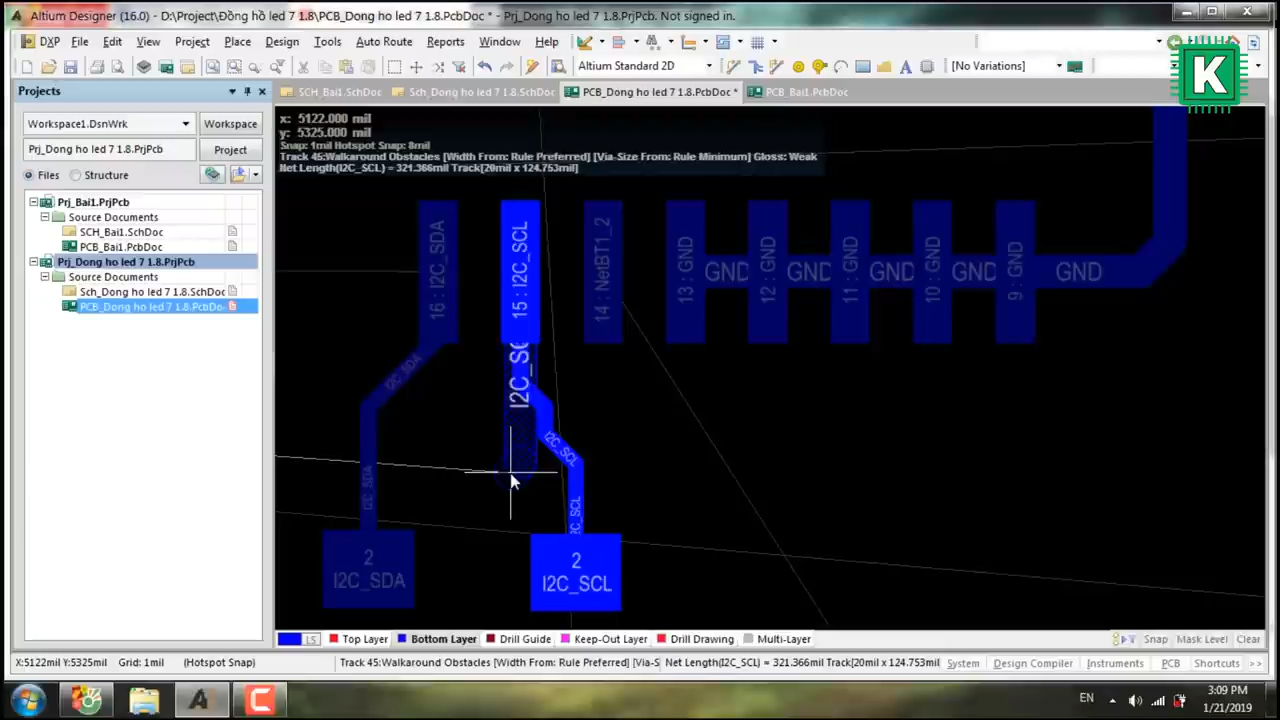 Altium Designer (16.0) - D:\Project\Đồng hồ led 7 1.8\PCB_Dong ho led 7 1.8.PcbDoc * - Prj_Dong ho led 7 1.8.PrjPcb. Not signed in.
DXP File Edit View Project Place Design Tools Auto Route Reports Window Help
Altium Standard 2D
[No Variations]
K
Projects
SCH_Bai1.SchDoc
Sch_Dong ho led 7 1.8.SchDoc
PCB_Dong ho led 7 1.8.PcbDoc *
PCB_Bai1.PcbDoc
Workspace1.DsnWrk
Workspace
Prj_Dong ho led 7 1.8.PrjPcb
Project
Files
Structure
Prj_Bai1.PrjPcb
Source Documents
SCH_Bai1.SchDoc
PCB_Bai1.PcbDoc
Prj_Dong ho led 7 1.8.PrjPcb
Source Documents
Sch_Dong ho led 7 1.8.SchDoc
PCB_Dong ho led 7 1.8.PcbDoc
x: 5122.000 mil
y: 5325.000 mil
Snap: 1mil Hotspot Snap: 8mil
Track 45:Walkaround Obstacles [Width From: Rule Preferred] [Via-Size From: Rule Minimum] Gloss: Weak
Net Length(I2C_SCL) = 321.366mil Track[20mil x 124.753mil]
16 : I2C_SDA
15 : I2C_SCL
14 : NetBT1_2
13 : GND
GND
12 : GND
GND
11 : GND
GND
10 : GND
GND
9 : GND
GND
I2C_SDA
I2C_SC
I2C_SCL
I2C_SDA
I2C_SCL
2
I2C_SDA
2
I2C_SCL
LS
Top Layer
Bottom Layer
Drill Guide
Keep-Out Layer
Drill Drawing
Multi-Layer
Snap
Mask Level
Clear
X:5122mil Y:5325mil Grid: 1mil (Hotspot Snap)
Track 45:Walkaround Obstacles [Width From: Rule Preferred] [Via-S
Net Length(I2C_SCL) = 321.366mil Track[20mil x 124.753mil
System
Design Compiler
Instruments
PCB
Shortcuts
>>
EN
3:09 PM
1/21/2019